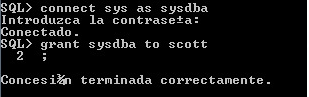 SQL> connect sys as sysdba
Introduzca la contrase±a:
Conectado.
SQL> grant sysdba to scott
2 ;
Concesi¾n terminada correctamente.